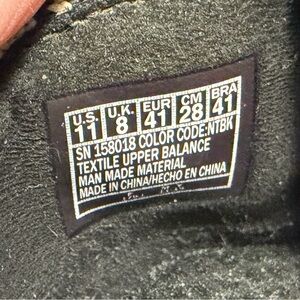 U.S. U.K. EUR CM BRA
11 8 41 28 41
SN 158018 COLOR CODE:NTBK
TEXTILE UPPER BALANCE
MAN MADE MATERIAL
MADE IN CHINA/HECHO EN CHINA